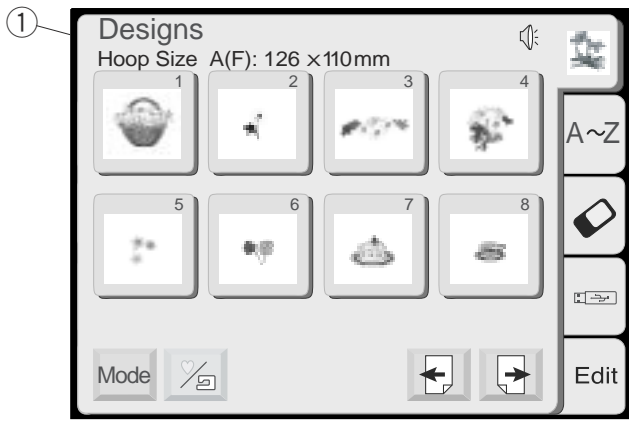 ①
Designs
Hoop Size A(F): 126 ×110mm
1 2 3 4
A~Z
5 6 7 8
Mode
Edit